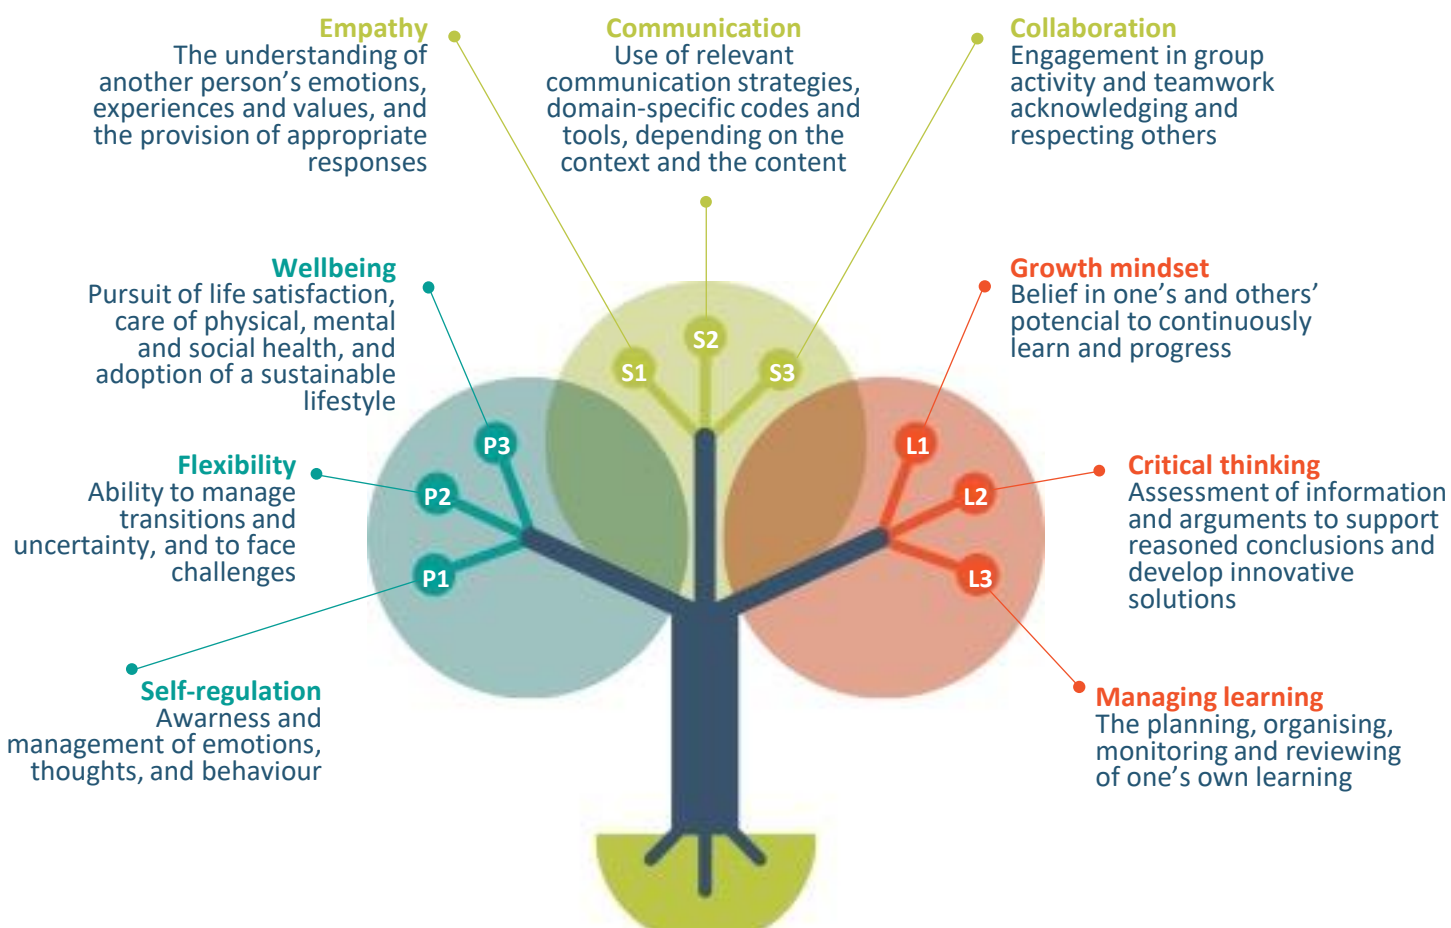 Empathy
The understanding of
another person's emotions,
experiences and values, and
the provision of appropriate
responses
Communication
Use of relevant
communication strategies,
domain-specific codes and
tools, depending on the
context and the content
Collaboration
Engagement in group
activity and teamwork
acknowledging and
respecting others
Wellbeing
Pursuit of life satisfaction,
care of physical, mental
and social health, and
adoption of a sustainable
lifestyle
Growth mindset
Belief in one's and others'
potencial to continuously
learn and progress
S1
S2
S3
P3
P2
P1
L1
L2
L3
Flexibility
Ability to manage
transitions and
uncertainty, and to face
challenges
Critical thinking
Assessment of information
and arguments to support
reasoned conclusions and
develop innovative
solutions
Self-regulation
Awarness and
management of emotions,
thoughts, and behaviour
Managing learning
The planning, organising,
monitoring and reviewing
of one's own learning